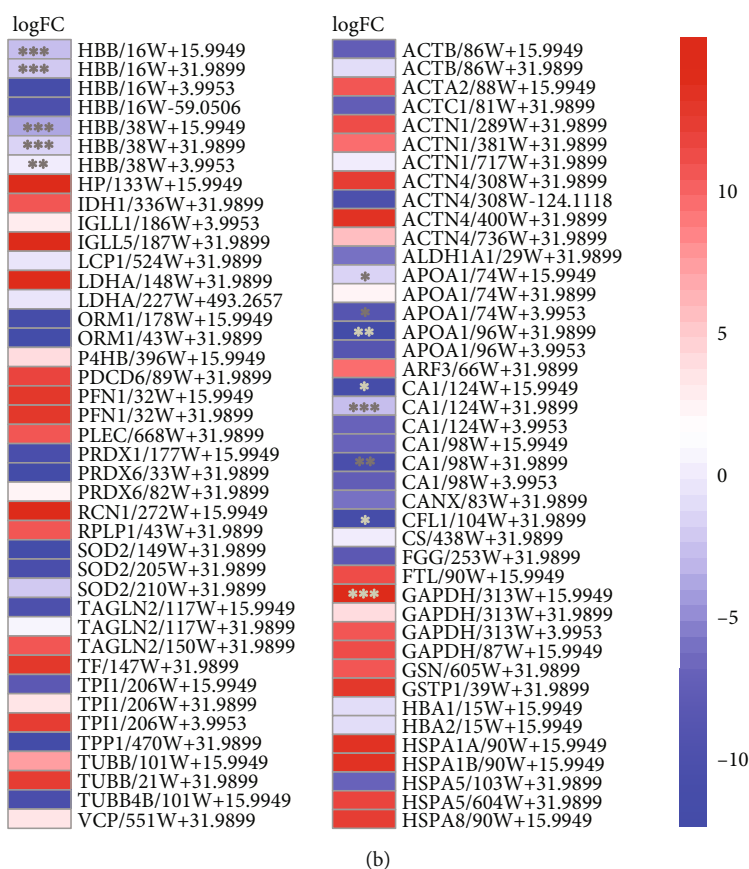 logFC
*** HBB/16W+15.9949
*** HBB/16W+31.9899
HBB/16W+3.9953
HBB/16W-59.0506
*** HBB/38W+15.9949
*** HBB/38W+31.9899
** HBB/38W+3.9953
HP/133W+15.9949
IDH1/336W+31.9899
IGLL1/186W+3.9953
IGLL5/187W+31.9899
LCP1/524W+31.9899
LDHA/148W+31.9899
LDHA/227W+493.2657
ORM1/178W+15.9949
ORM1/43W+31.9899
P4HB/396W+15.9949
PDCD6/89W+31.9899
PFN1/32W+15.9949
PFN1/32W+31.9899
PLEC/668W+31.9899
PRDX1/177W+15.9949
PRDX6/33W+31.9899
PRDX6/82W+31.9899
RCN1/272W+15.9949
RPLP1/43W+31.9899
SOD2/149W+31.9899
SOD2/205W+31.9899
SOD2/210W+31.9899
TAGLN2/117W+15.9949
TAGLN2/117W+31.9899
TAGLN2/150W+31.9899
TF/147W+31.9899
TPI1/206W+15.9949
TPI1/206W+31.9899
TPI1/206W+3.9953
TPP1/470W+31.9899
TUBB/101W+15.9949
TUBB/21W+31.9899
TUBB4B/101W+15.9949
VCP/551W+31.9899
logFC
ACTB/86W+15.9949
ACTB/86W+31.9899
ACTA2/88W+15.9949
ACTC1/81W+31.9899
ACTN1/289W+31.9899
ACTN1/381W+31.9899
ACTN1/717W+31.9899
ACTN4/308W+31.9899
ACTN4/308W-124.1118
ACTN4/400W+31.9899
ACTN4/736W+31.9899
ALDH1A1/29W+31.9899
* APOA1/74W+15.9949
APOA1/74W+31.9899
* APOA1/74W+3.9953
** APOA1/96W+31.9899
APOA1/96W+3.9953
ARF3/66W+31.9899
* CA1/124W+15.9949
*** CA1/124W+31.9899
CA1/124W+3.9953
CA1/98W+15.9949
** CA1/98W+31.9899
CA1/98W+3.9953
CANX/83W+31.9899
* CFL1/104W+31.9899
CS/438W+31.9899
FGG/253W+31.9899
FTL/90W+15.9949
*** GAPDH/313W+15.9949
GAPDH/313W+31.9899
GAPDH/313W+3.9953
GAPDH/87W+15.9949
GSN/605W+31.9899
GSTP1/39W+31.9899
HBA1/15W+15.9949
HBA2/15W+15.9949
HSPA1A/90W+15.9949
HSPA1B/90W+15.9949
HSPA5/103W+31.9899
HSPA5/604W+31.9899
HSPA8/90W+15.9949
10
5
0
−5
−10
(b)